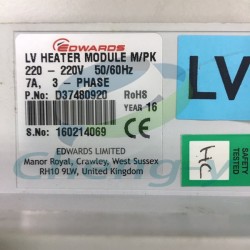 EDWARDS
LV HEATER MODULE M/PK
220 - 220V 50/60Hz
7A, 3 - PHASE
P.No: D37480920 RoHS
YEAR 16
S.No: 160214069
EDWARDS LIMITED
Manor Royal, Crawley, West Sussex
RH10 9LW, United Kingdom
LV
SAFETY
TESTED